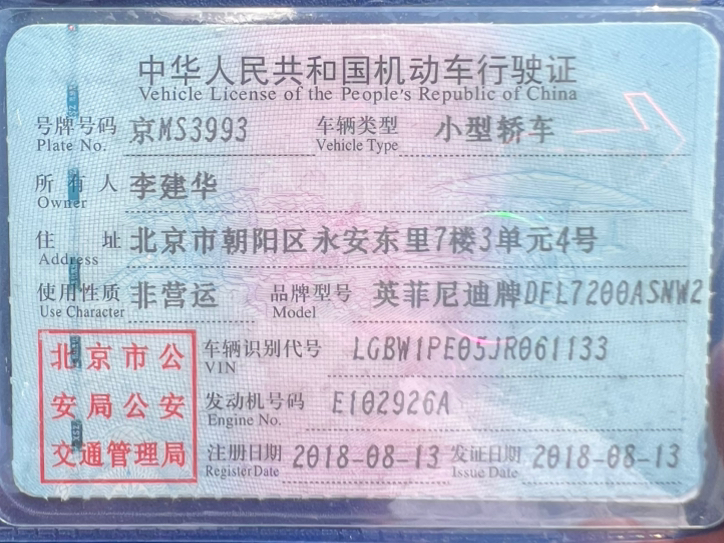 中华人民共和国机动车行驶证
Vehicle License of the People's Republic of China
号牌号码 京MS3993 车辆类型 小型轿车
Plate No. Vehicle Type
所有人 李建华
Owner
住址 北京市朝阳区永安东里7楼3单元4号
Address
使用性质 非营运 品牌型号 英菲尼迪牌DFL7200ASNW2
Use Character Model
北京市公
安局公安
交通管理局
车辆识别代号 LGBW1PE05JR061133
VIN
发动机号码 E102926A
Engine No.
注册日期 2018-08-13 发证日期 2018-08-13
Register Date Issue Date